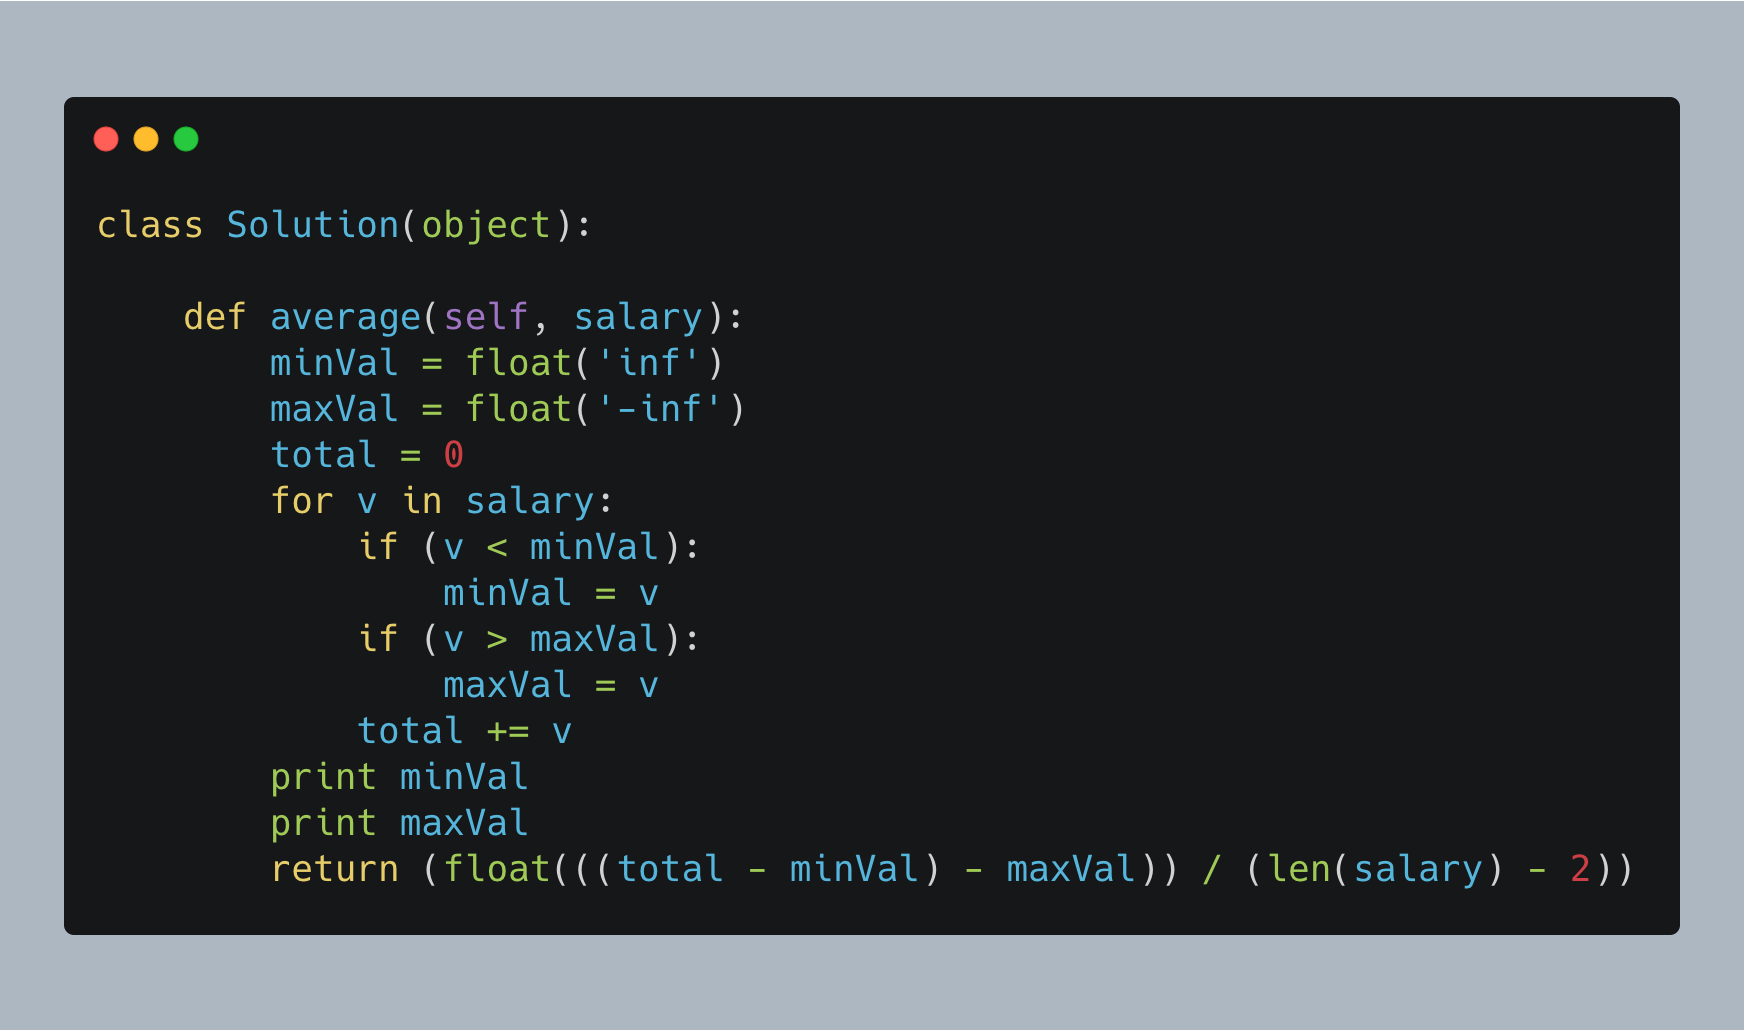 class Solution(object):

    def average(self, salary):
        minVal = float('inf')
        maxVal = float('-inf')
        total = 0
        for v in salary:
            if (v < minVal):
                minVal = v
            if (v > maxVal):
                maxVal = v
            total += v
        print minVal
        print maxVal
        return (float(((total - minVal) - maxVal)) / (len(salary) - 2))